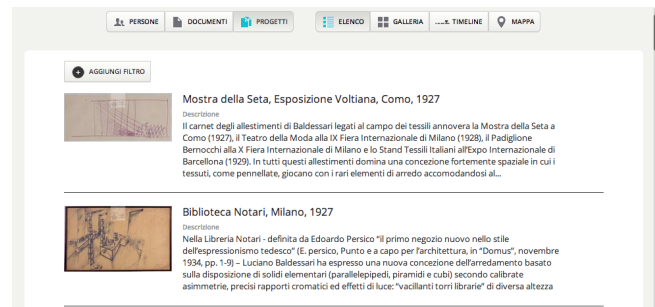 PERSONE DOCUMENTI PROGETTI ELENCO GALLERIA TIMELINE MAPPA
AGGIUNGI FILTRO
Mostra della Seta, Esposizione Voltiana, Como, 1927
Descrizione
Il carnet degli allestimenti di Baldessari legati al campo dei tessili annovera la Mostra della Seta a
Como (1927), il Teatro della Moda alla IX Fiera Internazionale di Milano (1928), il Padiglione
Bernocchi alla X Fiera Internazionale di Milano e lo Stand Tessili Italiani all'Expo Internazionale di
Barcellona (1929). In tutti questi allestimenti domina una concezione fortemente spaziale in cui i
tessuti, come pennellate, giocano con i rari elementi di arredo accomodandosi al...
Biblioteca Notari, Milano, 1927
Descrizione
Nella Libreria Notari - definita da Edoardo Persico "il primo negozio nuovo nello stile
dell'espressionismo tedesco" (E. persico, Punto e a capo per l'architettura, in "Domus", novembre
1934, pp. 1-9) – Luciano Baldessari ha espresso una nuova concezione dell'arredamento basato
sulla disposizione di solidi elementari (parallelepipedi, piramidi e cubi) secondo calibrate
asimmetrie, precisi rapporti cromatici ed effetti di luce: "vacillanti torri librarie" di diversa altezza